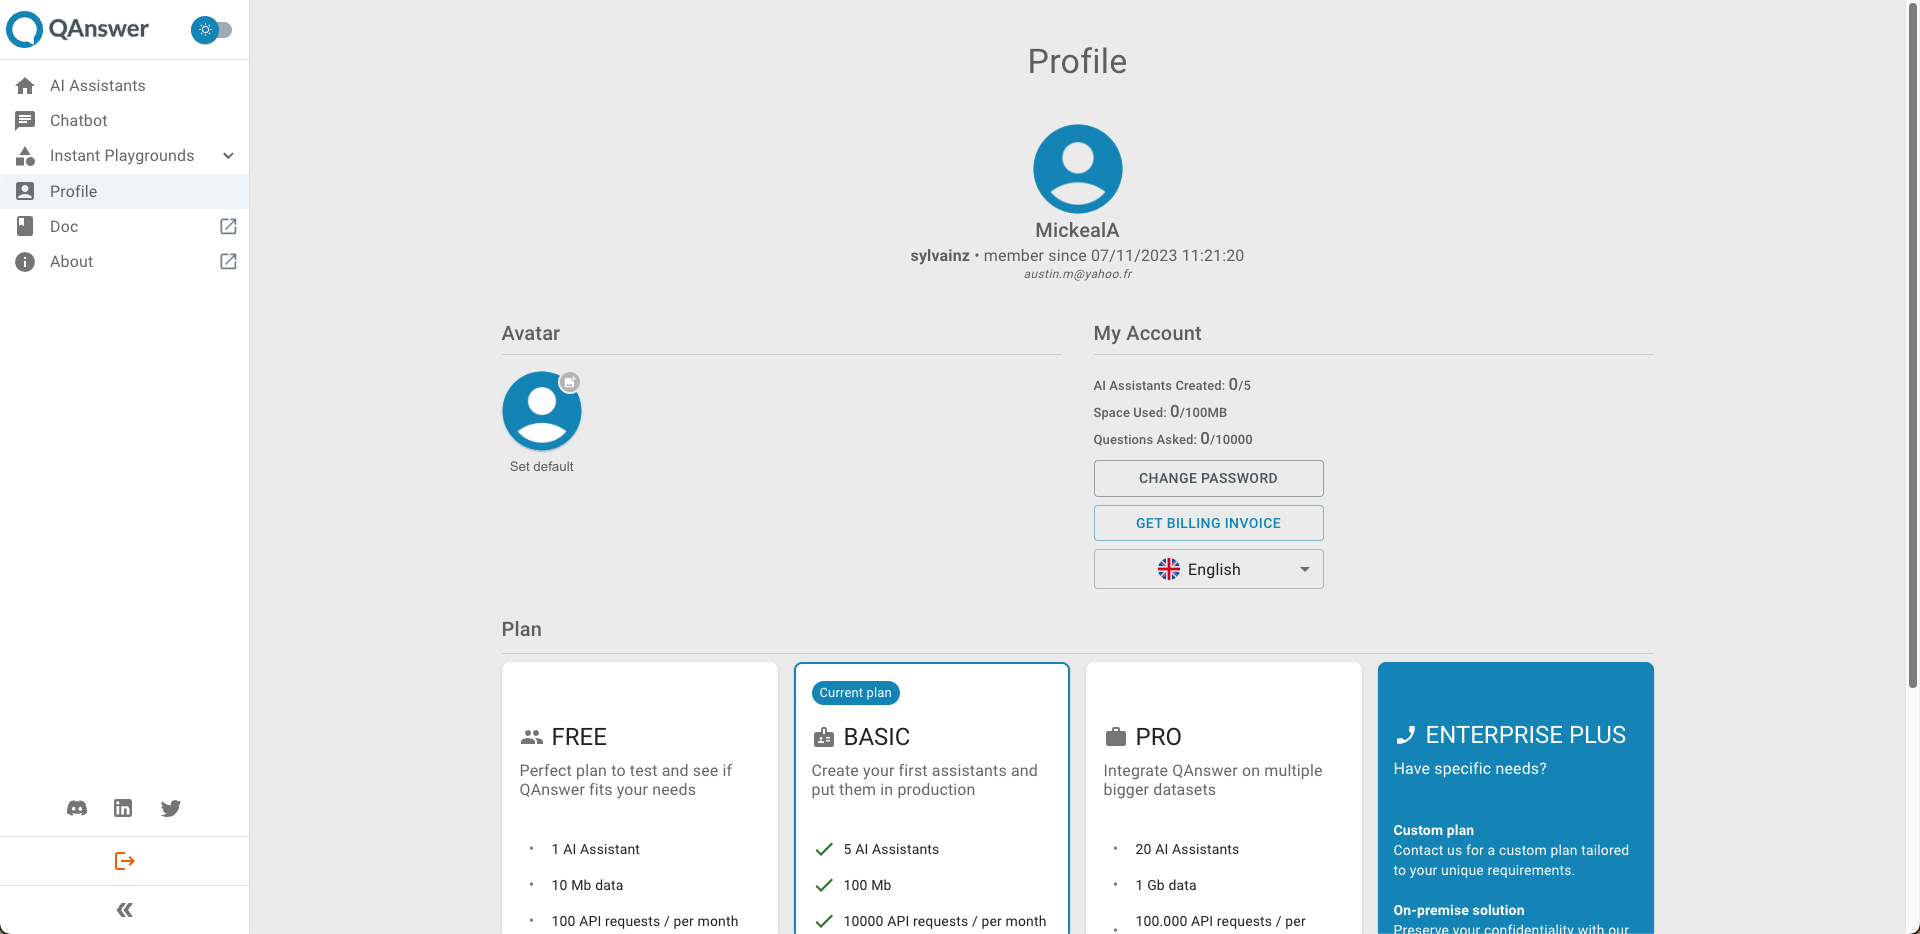 QAnswer
AI Assistants
Chatbot
Instant Playgrounds
Profile
Doc
About
Profile
MickealA
sylvainz • member since 07/11/2023 11:21:20
austin.m@yahoo.fr
Avatar
Set default
My Account
AI Assistants Created: 0/5
Space Used: 0/100MB
Questions Asked: 0/10000
CHANGE PASSWORD
GET BILLING INVOICE
English
Plan
FREE
Perfect plan to test and see if
QAnswer fits your needs
• 1 AI Assistant
• 10 Mb data
• 100 API requests / per month
Current plan
BASIC
Create your first assistants and
put them in production
5 AI Assistants
100 Mb
10000 API requests / per month
PRO
Integrate QAnswer on multiple
bigger datasets
• 20 AI Assistants
• 1 Gb data
• 100.000 API requests / per
ENTERPRISE PLUS
Have specific needs?
Custom plan
Contact us for a custom plan tailored
to your unique requirements.
On-premise solution
Preserve your confidentiality with our